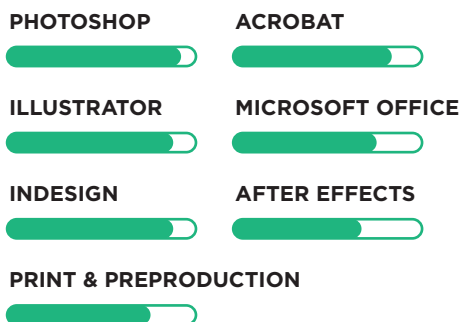 PHOTOSHOP
ACROBAT
ILLUSTRATOR
MICROSOFT OFFICE
INDESIGN
AFTER EFFECTS
PRINT & PREPRODUCTION